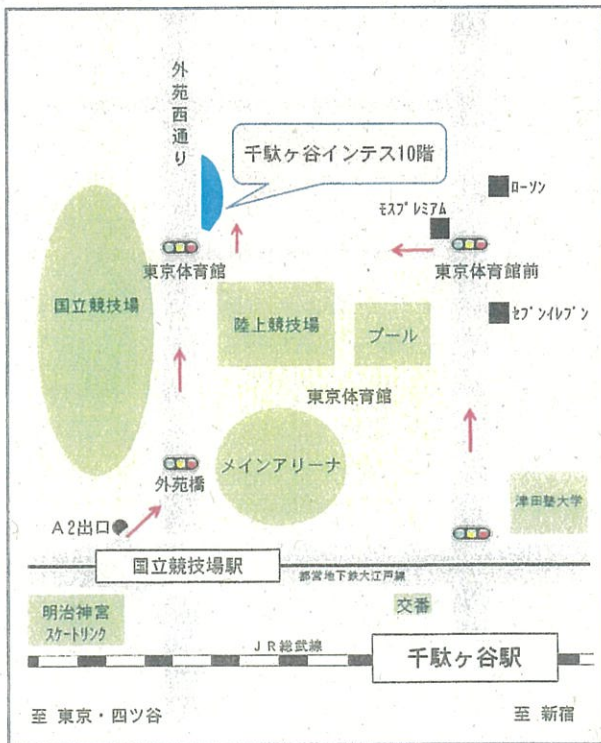 外苑西通り
千駄ヶ谷インテス10階
ローソン
モスプレミアム
東京体育館
東京体育館前
国立競技場
陸上競技場
プール
セブンイレブン
東京体育館
メインアリーナ
外苑橋
津田塾大学
A2出口
国立競技場駅
都営地下鉄大江戸線
明治神宮
スケートリンク
交番
JR総武線
千駄ヶ谷駅
至 東京・四ツ谷
至 新宿